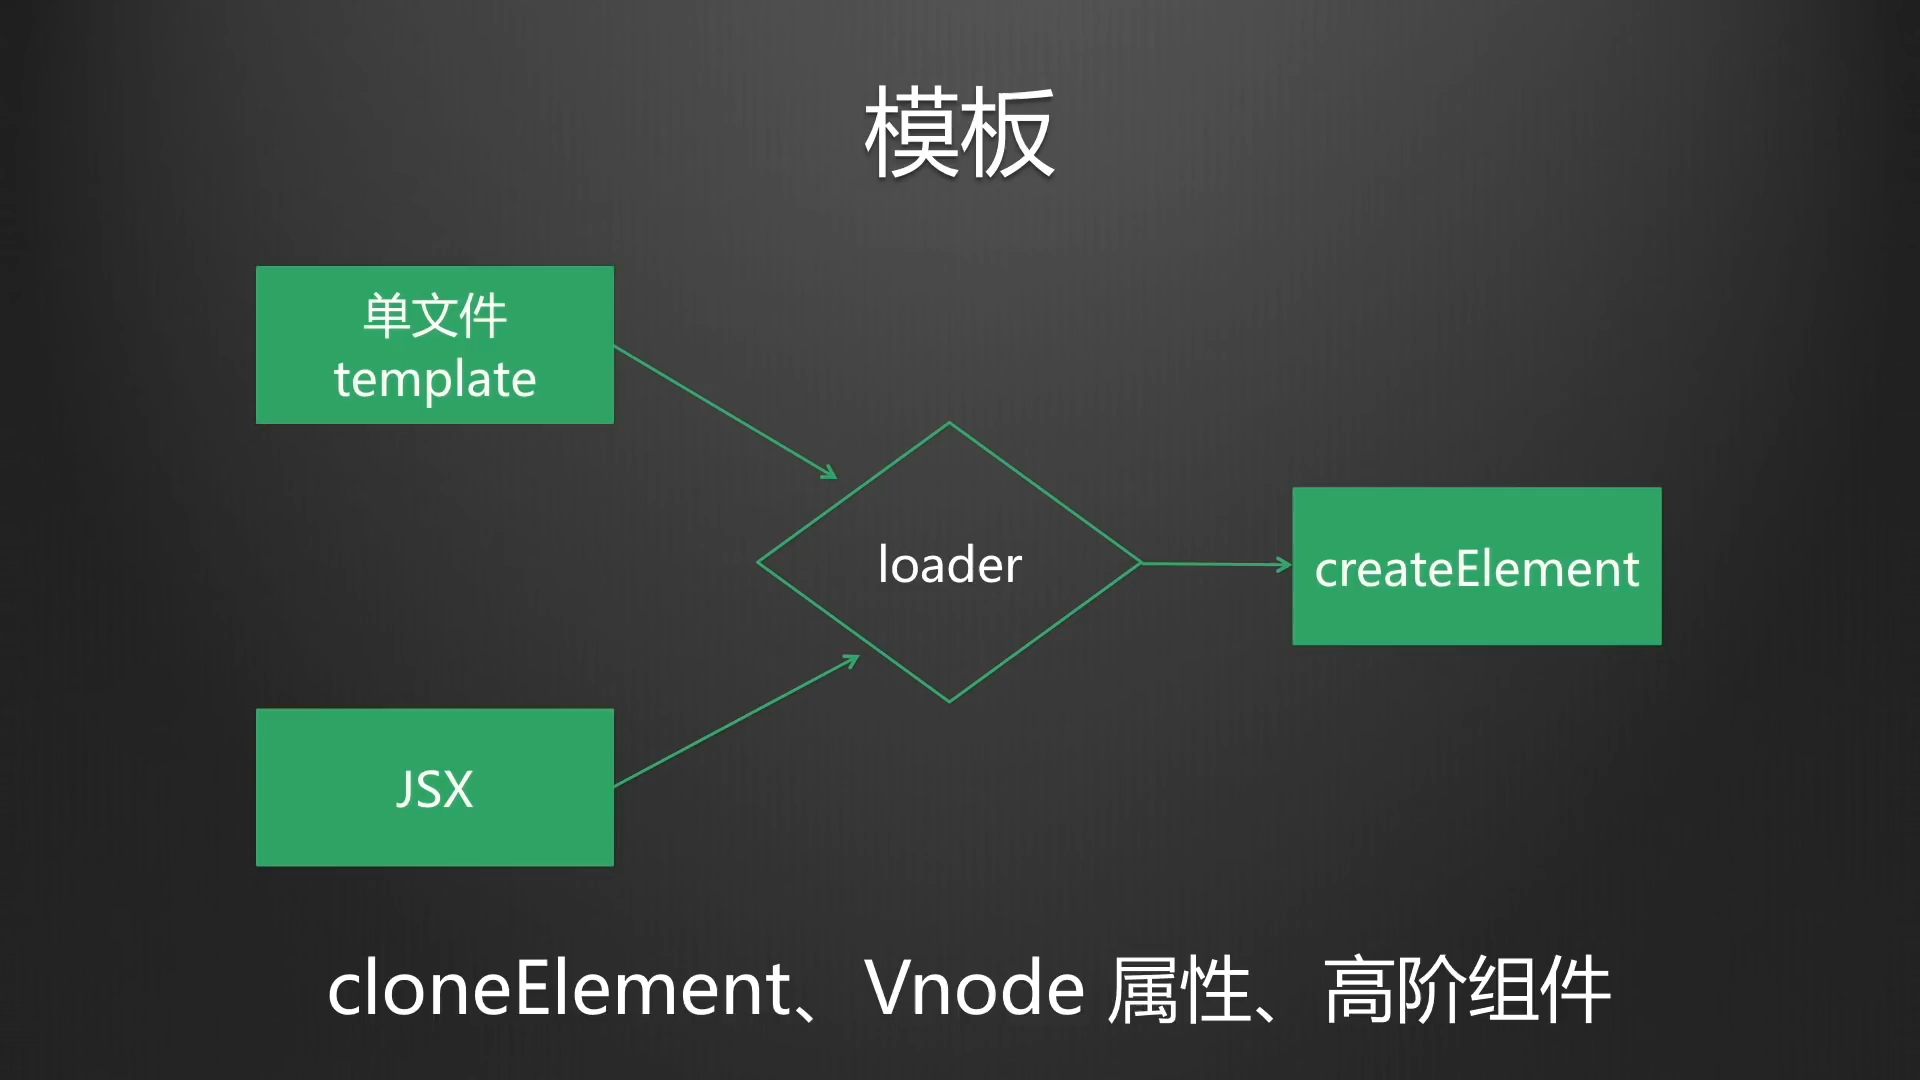 模板
单文件
template
loader
createElement
JSX
cloneElement、Vnode 属性、高阶组件